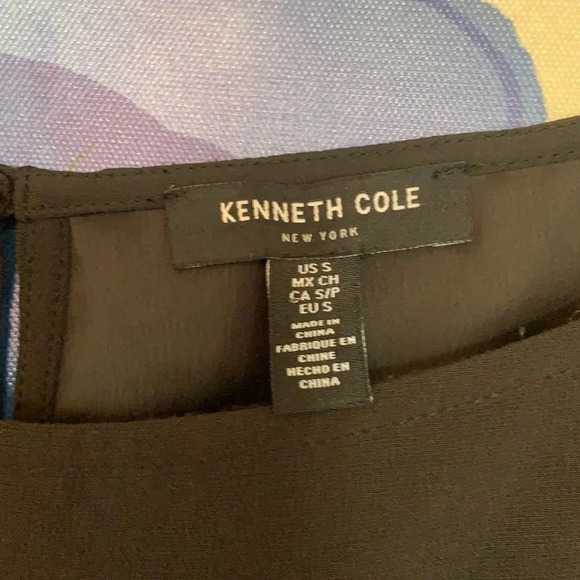 KENNETH COLE
NEW YORK
US S
MX CH
CA S/P
EU S
MADE IN
CHINA
FABRIQUE EN
CHINE
HECHO EN
CHINA